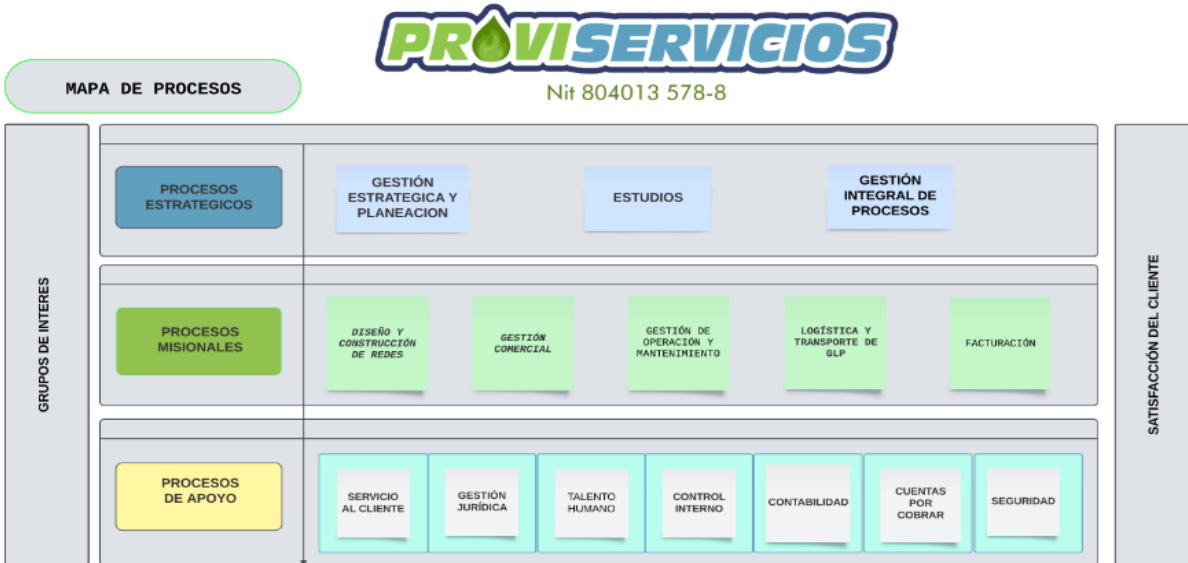 PROVISERVICIOS
Nit 804013 578-8
MAPA DE PROCESOS
GRUPOS DE INTERES
PROCESOS
ESTRATEGICOS
GESTIÓN
ESTRATEGICA Y
PLANEACION
ESTUDIOS
GESTIÓN
INTEGRAL DE
PROCESOS
PROCESOS
MISIONALES
DISEÑO Y
CONSTRUCCIÓN
DE REDES
GESTIÓN
COMERCIAL
GESTIÓN DE
OPERACIÓN Y
MANTENIMIENTO
LOGÍSTICA Y
TRANSPORTE DE
GLP
FACTURACIÓN
PROCESOS
DE APOYO
SERVICIO
AL CLIENTE
GESTIÓN
JURÍDICA
TALENTO
HUMANO
CONTROL
INTERNO
CONTABILIDAD
CUENTAS
POR
COBRAR
SEGURIDAD
SATISFACCIÓN DEL CLIENTE